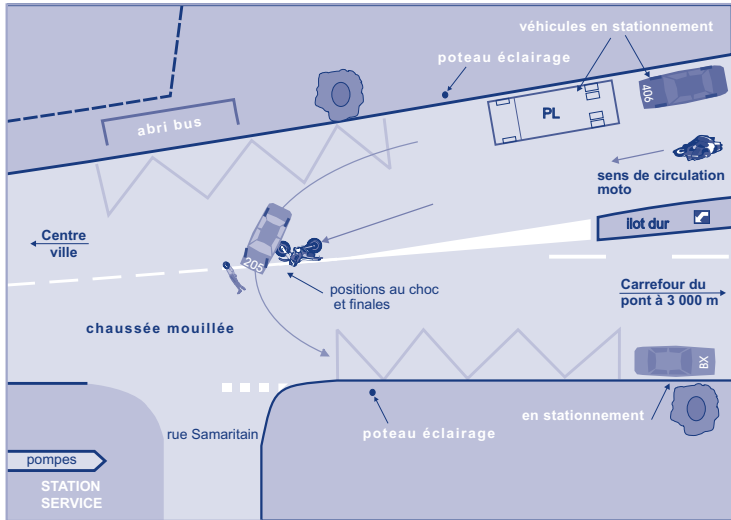 véhicules en stationnement
poteau éclairage
406
PL
abri bus
sens de circulation
moto
ilot dur
Centre
ville
205
Carrefour du
pont à 3 000 m
positions au choc
et finales
chaussée mouillée
BX
en stationnement
rue Samaritain
poteau éclairage
pompes
STATION
SERVICE